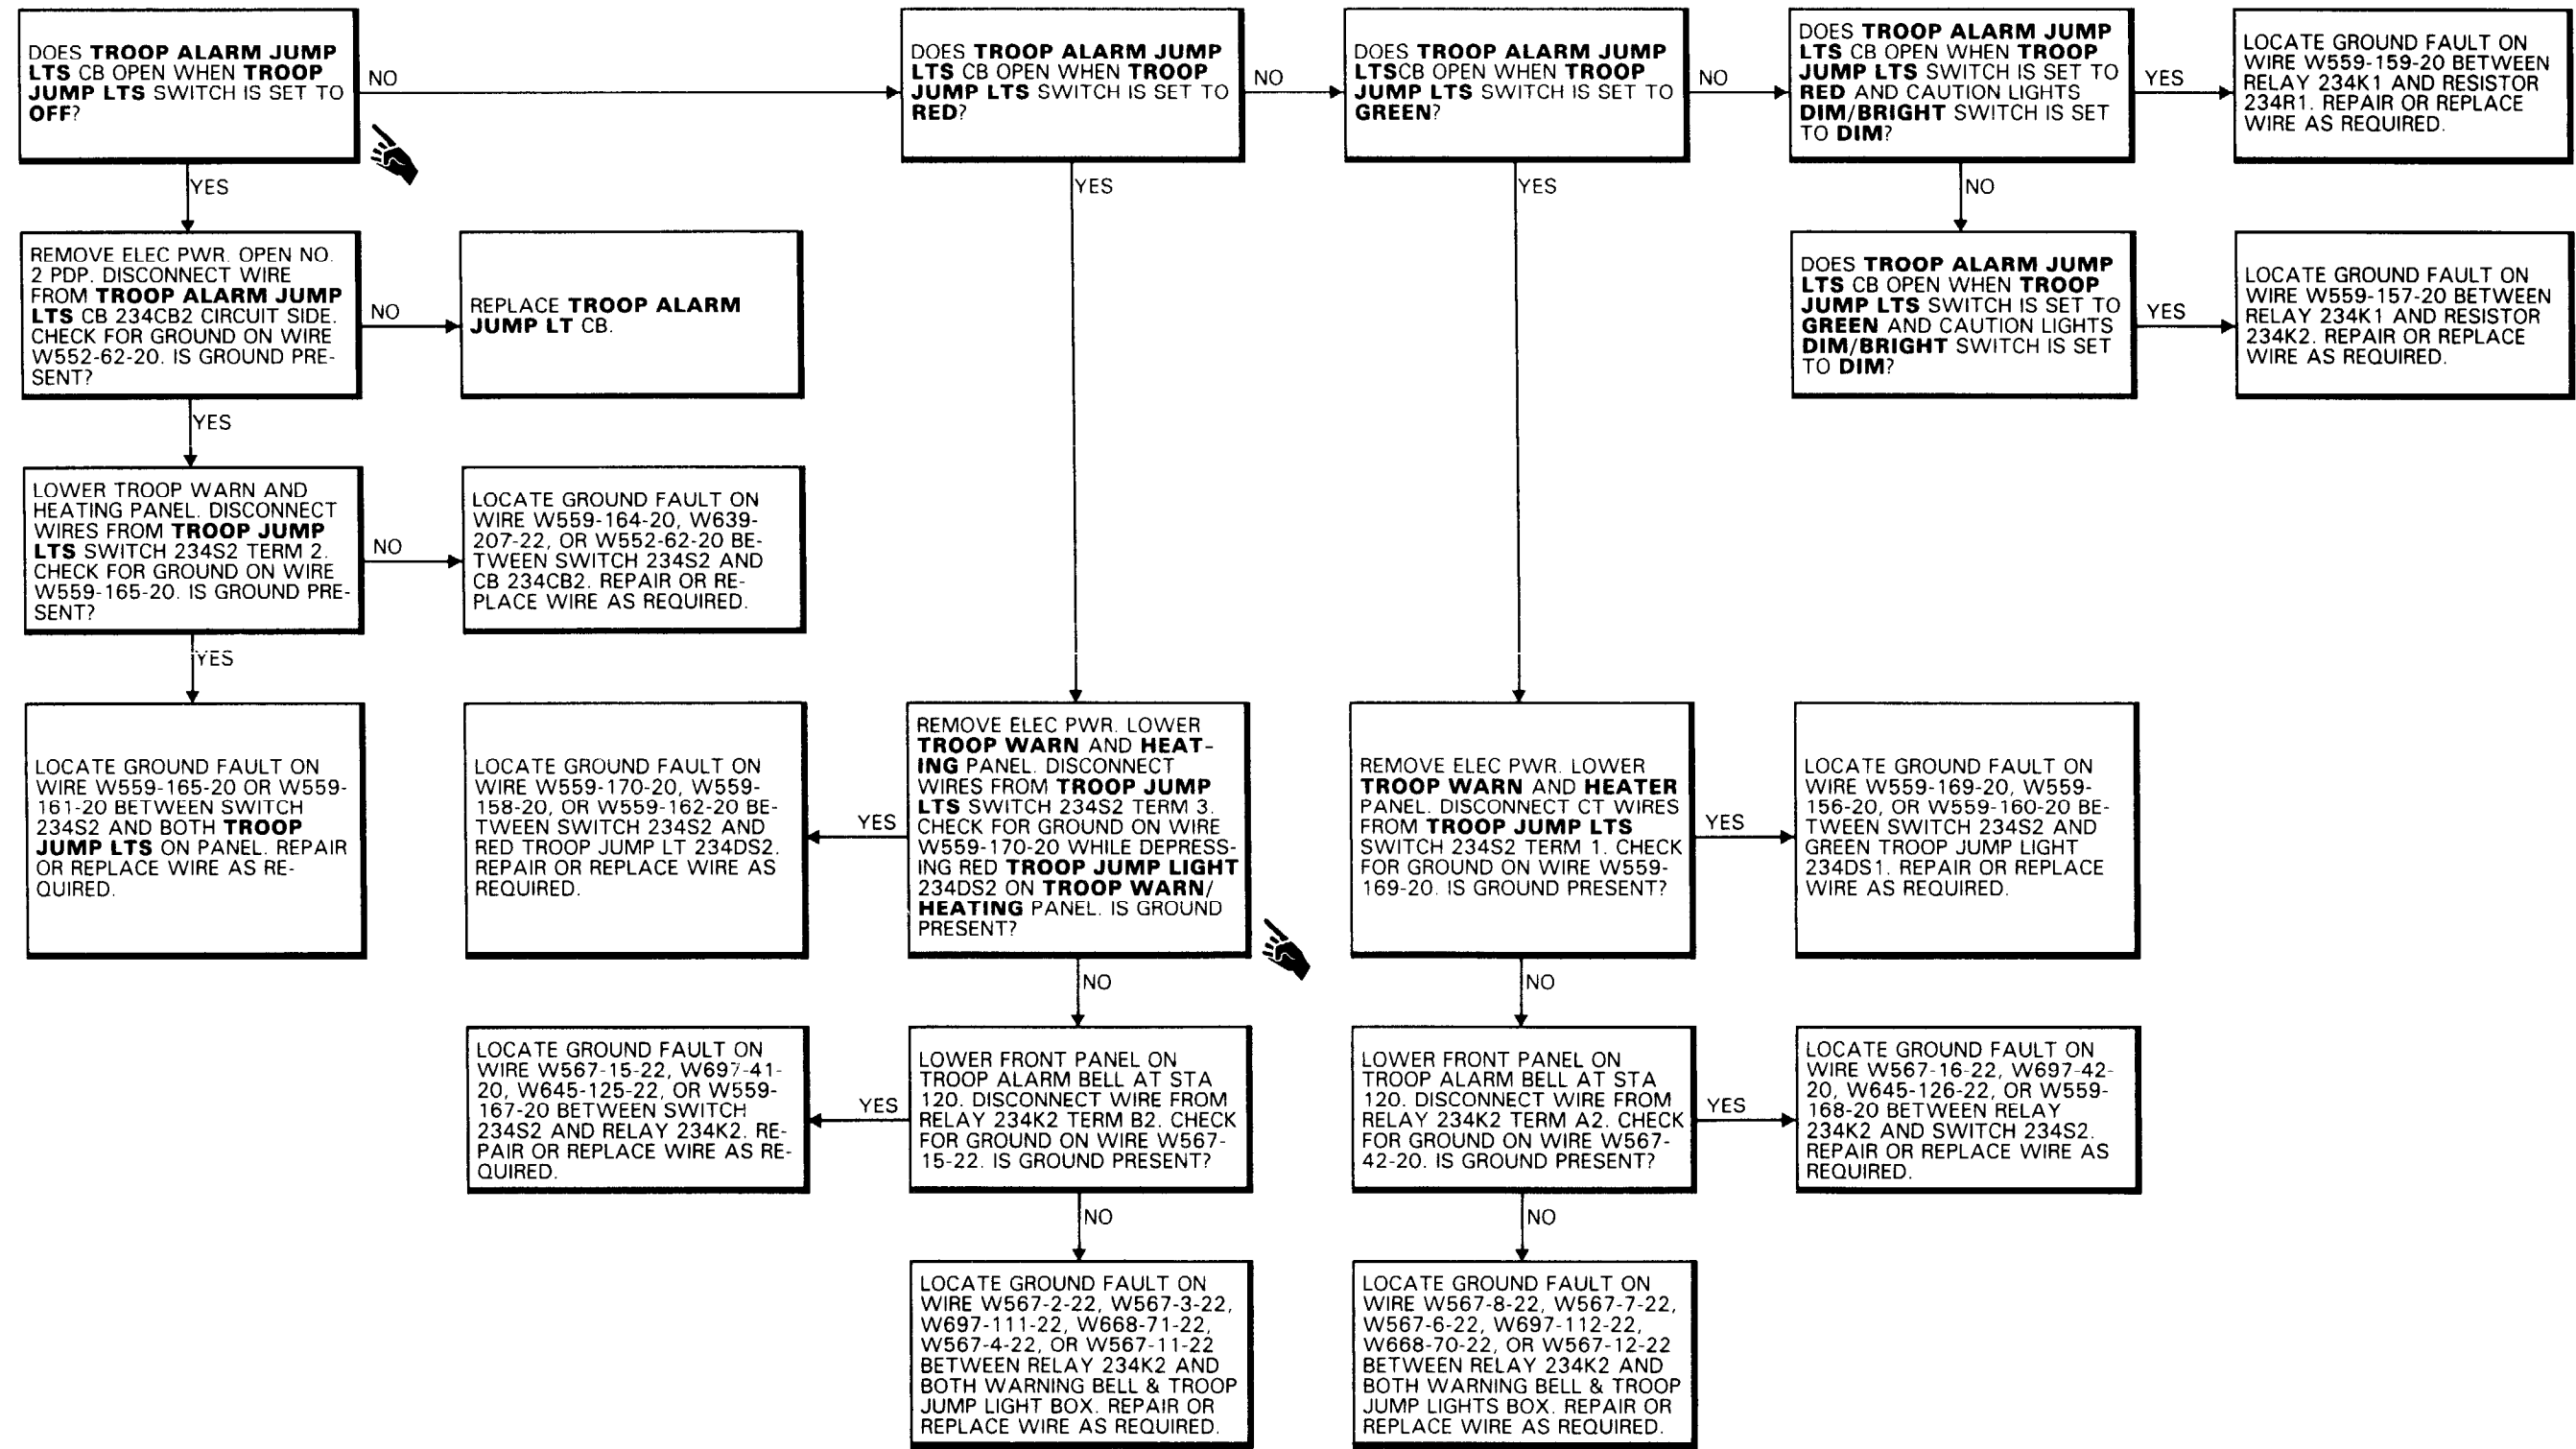 DOES TROOP ALARM JUMP
LTS CB OPEN WHEN TROOP
JUMP LTS SWITCH IS SET TO
OFF?
NO
DOES TROOP ALARM JUMP
LTS CB OPEN WHEN TROOP
JUMP LTS SWITCH IS SET TO
RED?
NO
DOES TROOP ALARM JUMP
LTSCB OPEN WHEN TROOP
JUMP LTS SWITCH IS SET TO
GREEN?
NO
DOES TROOP ALARM JUMP
LTS CB OPEN WHEN TROOP
JUMP LTS SWITCH IS SET TO
RED AND CAUTION LIGHTS
DIM/BRIGHT SWITCH IS SET
TO DIM?
YES
LOCATE GROUND FAULT ON
WIRE W559-159-20 BETWEEN
RELAY 234K1 AND RESISTOR
234R1. REPAIR OR REPLACE
WIRE AS REQUIRED.
YES
YES
YES
NO
REMOVE ELEC PWR. OPEN NO.
2 PDP. DISCONNECT WIRE
FROM TROOP ALARM JUMP
LTS CB 234CB2 CIRCUIT SIDE.
CHECK FOR GROUND ON WIRE
W552-62-20. IS GROUND PRE-
SENT?
NO
REPLACE TROOP ALARM
JUMP LT CB.
DOES TROOP ALARM JUMP
LTS CB OPEN WHEN TROOP
JUMP LTS SWITCH IS SET TO
GREEN AND CAUTION LIGHTS
DIM/BRIGHT SWITCH IS SET
TO DIM?
YES
LOCATE GROUND FAULT ON
WIRE W559-157-20 BETWEEN
RELAY 234K1 AND RESISTOR
234K2. REPAIR OR REPLACE
WIRE AS REQUIRED.
YES
LOWER TROOP WARN AND
HEATING PANEL. DISCONNECT
WIRES FROM TROOP JUMP
LTS SWITCH 234S2 TERM 2.
CHECK FOR GROUND ON WIRE
W559-165-20. IS GROUND PRE-
SENT?
NO
LOCATE GROUND FAULT ON
WIRE W559-164-20, W639-
207-22, OR W552-62-20 BE-
TWEEN SWITCH 234S2 AND
CB 234CB2. REPAIR OR RE-
PLACE WIRE AS REQUIRED.
YES
LOCATE GROUND FAULT ON
WIRE W559-165-20 OR W559-
161-20 BETWEEN SWITCH
234S2 AND BOTH TROOP
JUMP LTS ON PANEL. REPAIR
OR REPLACE WIRE AS RE-
QUIRED.
LOCATE GROUND FAULT ON
WIRE W559-170-20, W559-
158-20, OR W559-162-20 BE-
TWEEN SWITCH 234S2 AND
RED TROOP JUMP LT 234DS2.
REPAIR OR REPLACE WIRE AS
REQUIRED.
YES
REMOVE ELEC PWR. LOWER
TROOP WARN AND HEAT-
ING PANEL. DISCONNECT
WIRES FROM TROOP JUMP
LTS SWITCH 234S2 TERM 3.
CHECK FOR GROUND ON WIRE
W559-170-20 WHILE DEPRESS-
ING RED TROOP JUMP LIGHT
234DS2 ON TROOP WARN/
HEATING PANEL. IS GROUND
PRESENT?
REMOVE ELEC PWR. LOWER
TROOP WARN AND HEATER
PANEL. DISCONNECT CT WIRES
FROM TROOP JUMP LTS
SWITCH 234S2 TERM 1. CHECK
FOR GROUND ON WIRE W559-
169-20. IS GROUND PRESENT?
YES
LOCATE GROUND FAULT ON
WIRE W559-169-20, W559-
156-20, OR W559-160-20 BE-
TWEEN SWITCH 234S2 AND
GREEN TROOP JUMP LIGHT
234DS1. REPAIR OR REPLACE
WIRE AS REQUIRED.
NO
NO
LOCATE GROUND FAULT ON
WIRE W567-15-22, W697-41-
20, W645-125-22, OR W559-
167-20 BETWEEN SWITCH
234S2 AND RELAY 234K2. RE-
PAIR OR REPLACE WIRE AS RE-
QUIRED.
YES
LOWER FRONT PANEL ON
TROOP ALARM BELL AT STA
120. DISCONNECT WIRE FROM
RELAY 234K2 TERM B2. CHECK
FOR GROUND ON WIRE W567-
15-22. IS GROUND PRESENT?
LOWER FRONT PANEL ON
TROOP ALARM BELL AT STA
120. DISCONNECT WIRE FROM
RELAY 234K2 TERM A2. CHECK
FOR GROUND ON WIRE W567-
42-20. IS GROUND PRESENT?
YES
LOCATE GROUND FAULT ON
WIRE W567-16-22, W697-42-
20, W645-126-22, OR W559-
168-20 BETWEEN RELAY
234K2 AND SWITCH 234S2.
REPAIR OR REPLACE WIRE AS
REQUIRED.
NO
NO
LOCATE GROUND FAULT ON
WIRE W567-2-22, W567-3-22,
W697-111-22, W668-71-22,
W567-4-22, OR W567-11-22
BETWEEN RELAY 234K2 AND
BOTH WARNING BELL & TROOP
JUMP LIGHT BOX. REPAIR OR
REPLACE WIRE AS REQUIRED.
LOCATE GROUND FAULT ON
WIRE W567-8-22, W567-7-22,
W567-6-22, W697-112-22,
W668-70-22, OR W567-12-22
BETWEEN RELAY 234K2 AND
BOTH WARNING BELL & TROOP
JUMP LIGHTS BOX. REPAIR OR
REPLACE WIRE AS REQUIRED.